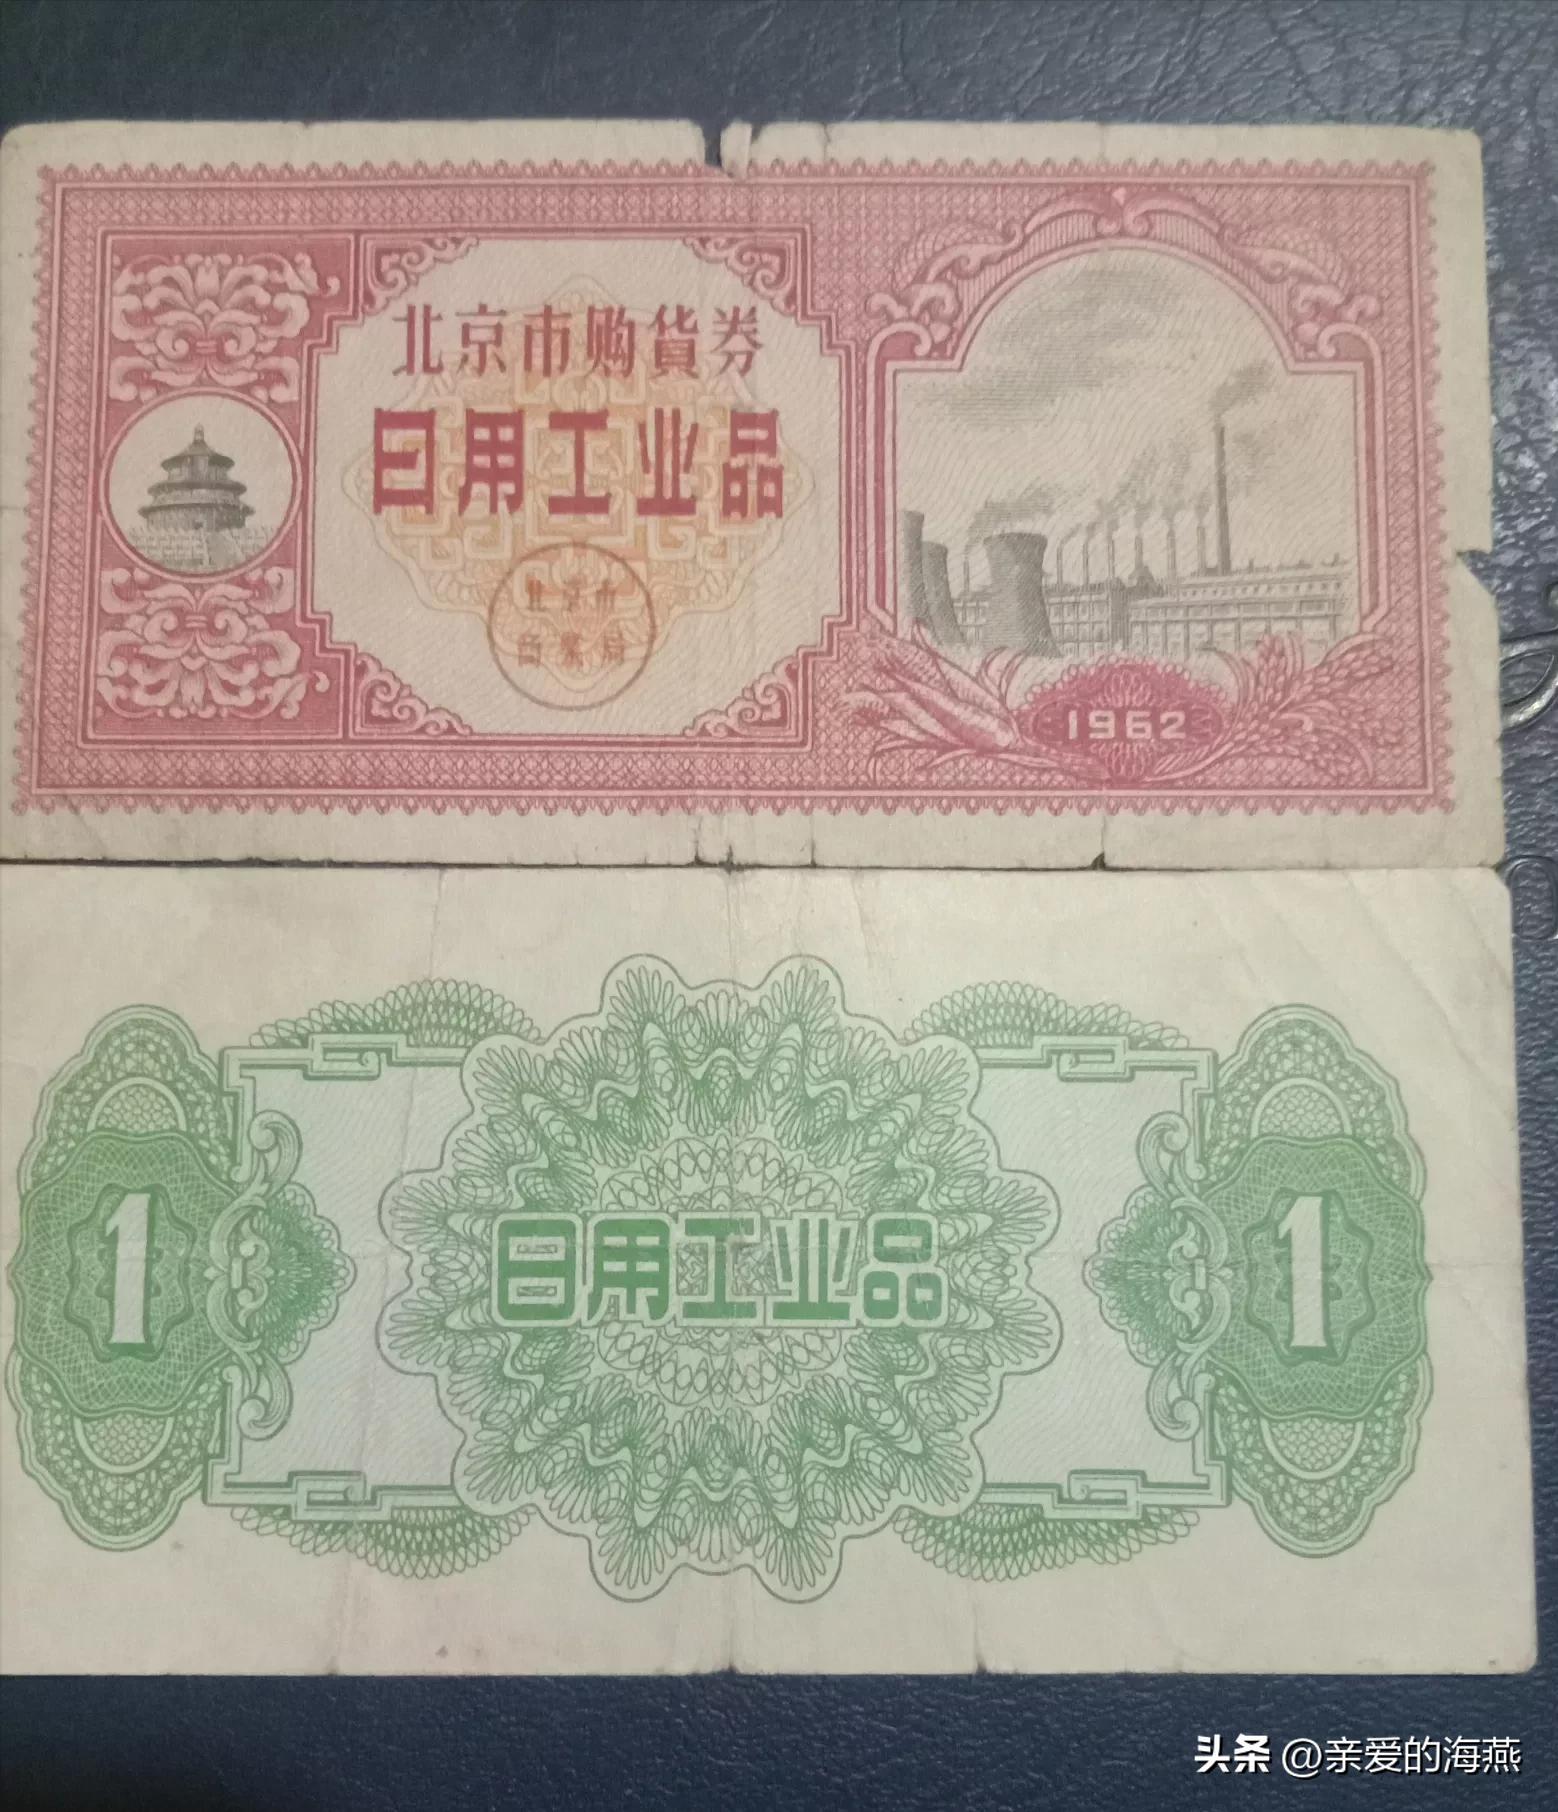 北京市购貨券
日用工业品
北京市
商業局
1962
1
日用工业品
1
头条 @亲爱的海燕